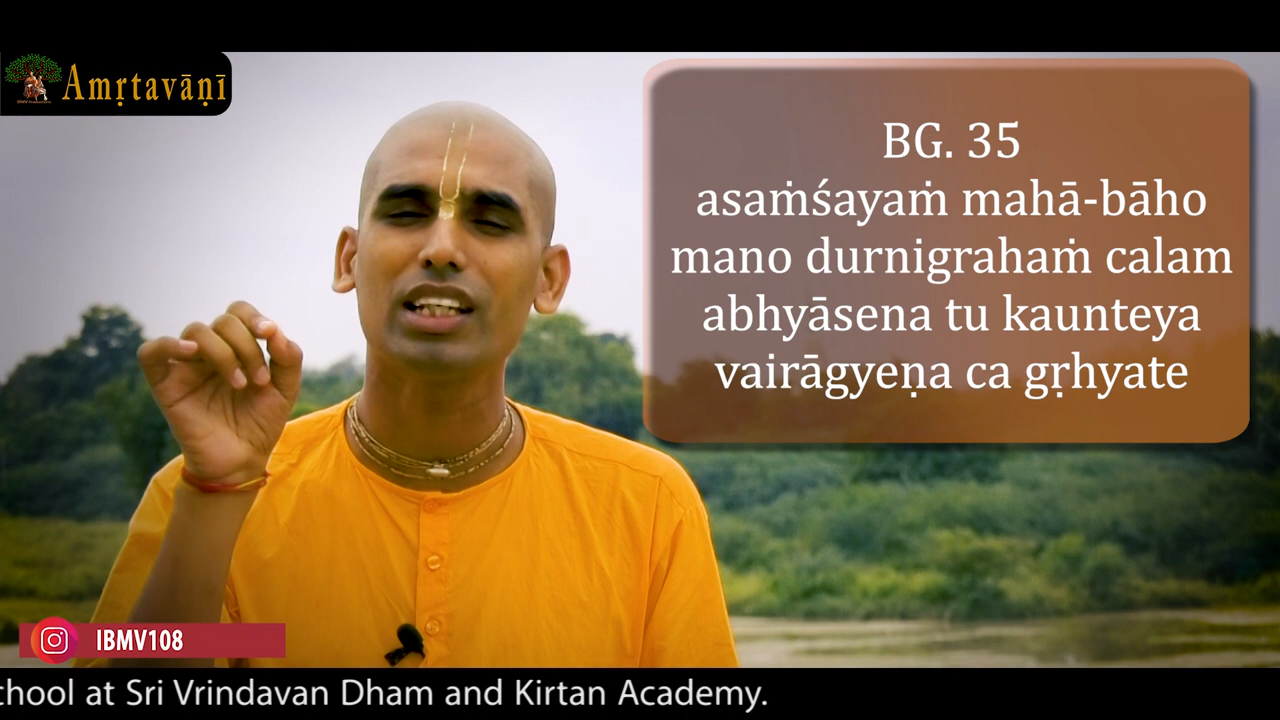 Amṛtavāṇī
BG. 35
asaṁśayaṁ mahā-bāho
mano durnigrahaṁ calam
abhyāsena tu kaunteya
vairāgyeṇa ca gṛhyate
IBMV108
chool at Sri Vrindavan Dham and Kirtan Academy.